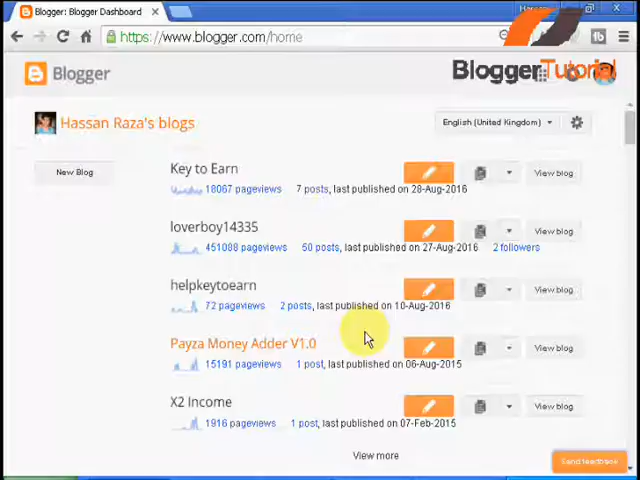 Blogger: Blogger Dashboard
https://www.blogger.com/home
Blogger
BloggerTutorial
Hassan Raza's blogs
English (United Kingdom)
New Blog
Key to Earn
18067 pageviews 7 posts, last published on 28-Aug-2016
View blog
loverboy14335
451088 pageviews 50 posts, last published on 27-Aug-2016 2 followers
View blog
helpkeytoearn
72 pageviews 2 posts, last published on 10-Aug-2016
View blog
Payza Money Adder V1.0
15191 pageviews 1 post, last published on 06-Aug-2015
View blog
X2 Income
1916 pageviews 1 post, last published on 07-Feb-2015
View blog
View more
Send feedback